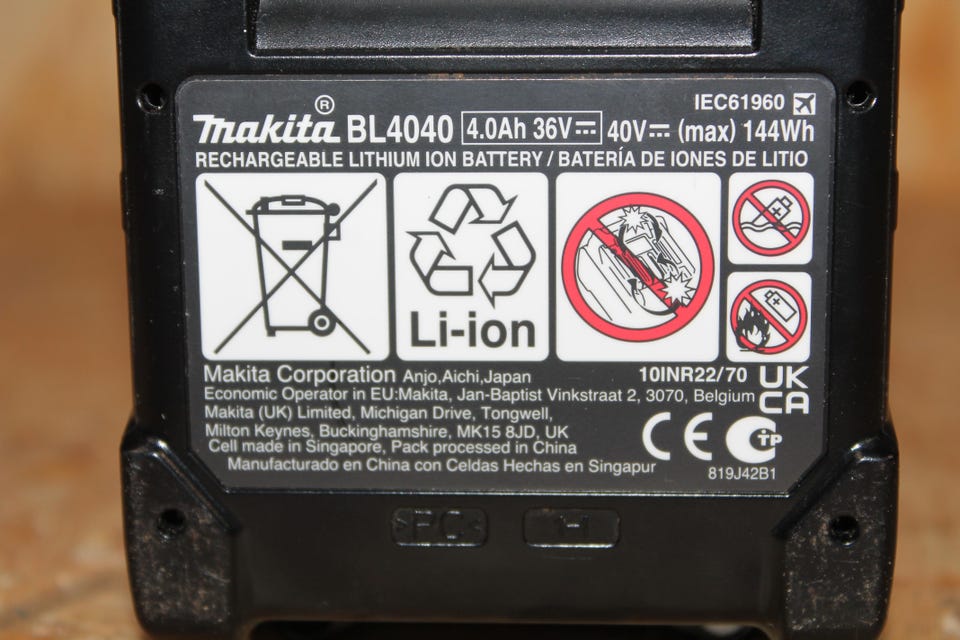 IEC61960
makita® BL4040 4.0Ah 36V⎓ 40V⎓ (max) 144Wh
RECHARGEABLE LITHIUM ION BATTERY / BATERÍA DE IONES DE LITIO
Li-ion
Makita Corporation Anjo,Aichi,Japan
10INR22/70
Economic Operator in EU:Makita, Jan-Baptist Vinkstraat 2, 3070, Belgium
UK
CA
Makita (UK) Limited, Michigan Drive, Tongwell,
Milton Keynes, Buckinghamshire, MK15 8JD, UK
Cell made in Singapore, Pack processed in China
Manufacturado en China con Celdas Hechas en Singapur
CE
TP
819J42B1
>PC<
H